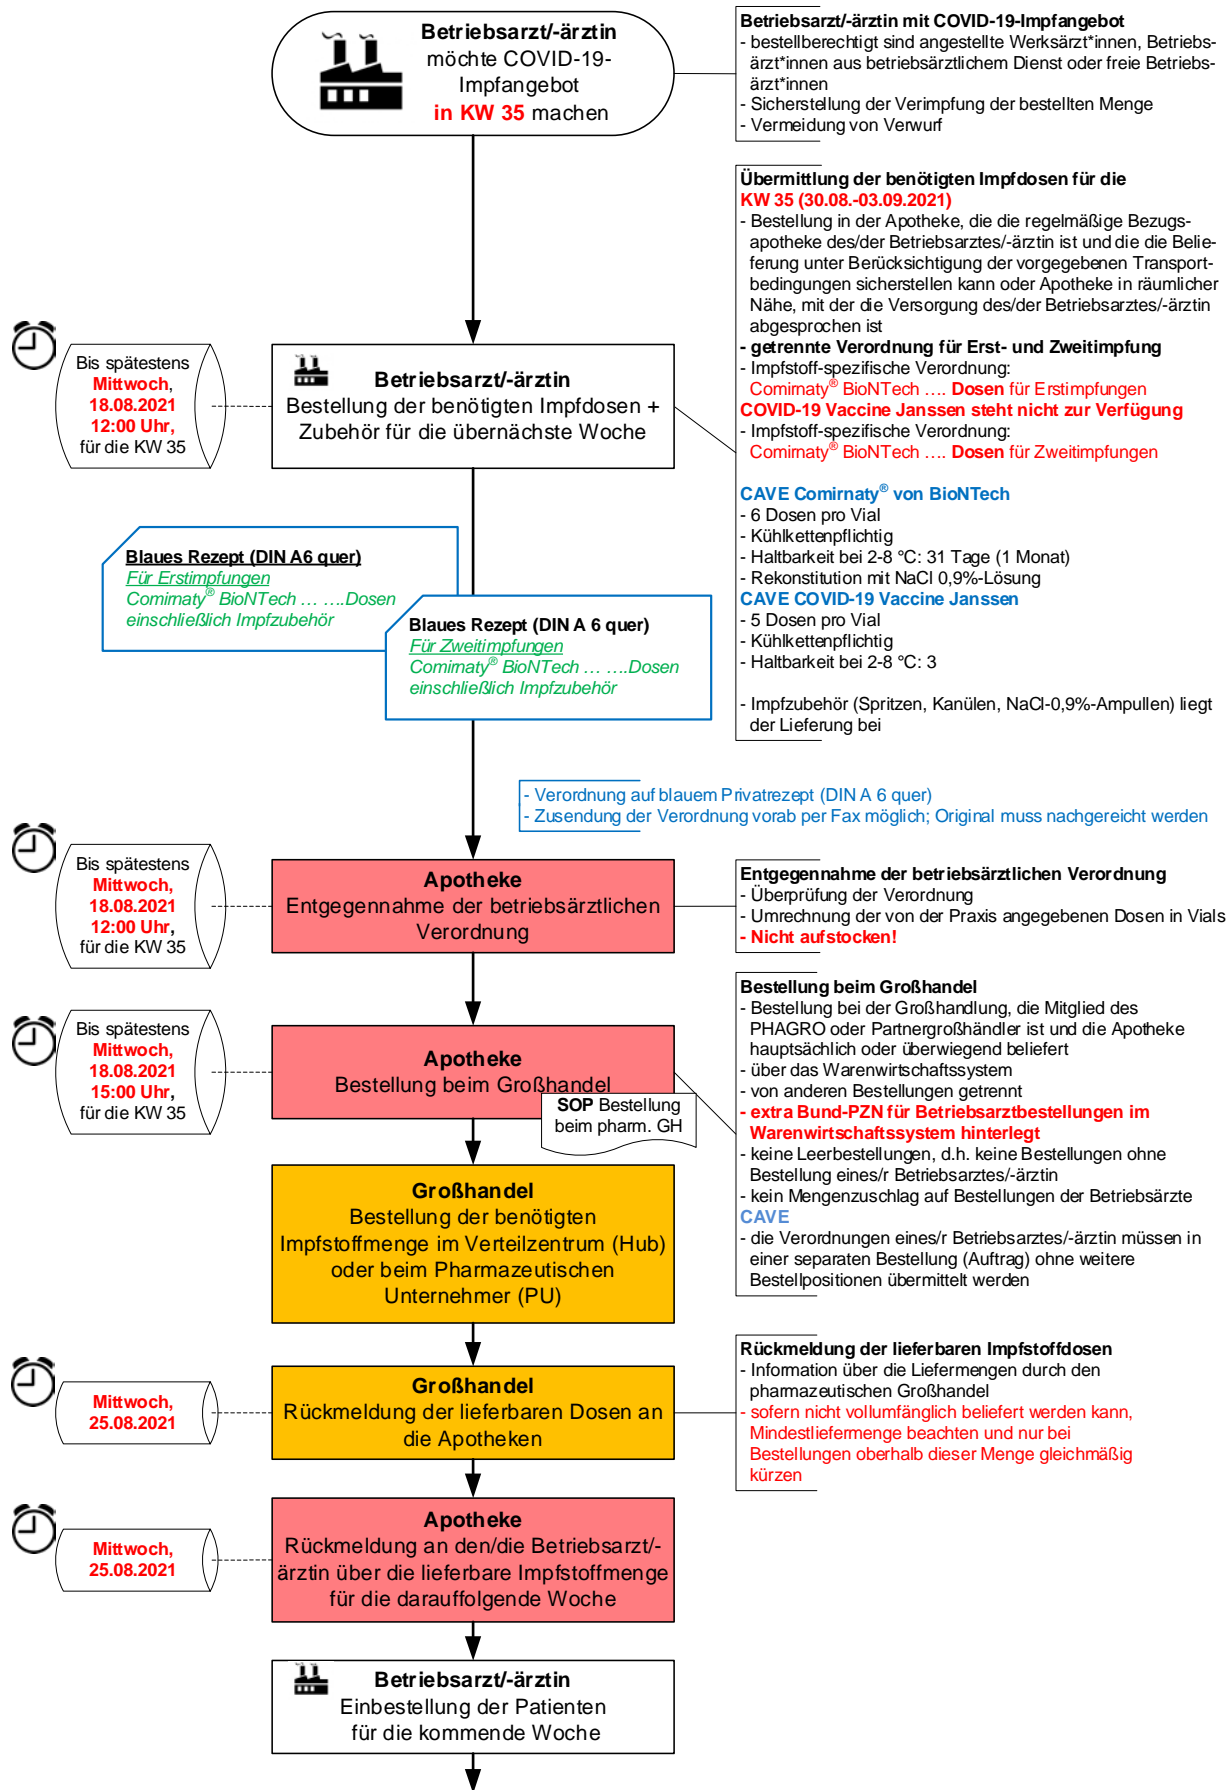 Betriebsarzt/-ärztin
möchte COVID-19-
Impfangebot
in KW 35 machen
Betriebsarzt/-ärztin mit COVID-19-Impfangebot
- bestellberechtigt sind angestellte Werksärzt*innen, Betriebs-
ärzt*innen aus betriebsärztlichem Dienst oder freie Betriebs-
ärzt*innen
- Sicherstellung der Verimpfung der bestellten Menge
- Vermeidung von Verwurf
Übermittlung der benötigten Impfdosen für die
KW 35 (30.08.-03.09.2021)
- Bestellung in der Apotheke, die die regelmäßige Bezugs-
apotheke des/der Betriebsarztes/-ärztin ist und die die Belie-
ferung unter Berücksichtigung der vorgegebenen Transport-
bedingungen sicherstellen kann oder Apotheke in räumlicher
Nähe, mit der die Versorgung des/der Betriebsarztes/-ärztin
abgesprochen ist
- getrennte Verordnung für Erst- und Zweitimpfung
- Impfstoff-spezifische Verordnung:
Comirnaty® BioNTech .... Dosen für Erstimpfungen
COVID-19 Vaccine Janssen steht nicht zur Verfügung
- Impfstoff-spezifische Verordnung:
Comirnaty® BioNTech .... Dosen für Zweitimpfungen
CAVE Comirnaty® von BioNTech
- 6 Dosen pro Vial
- Kühlkettenpflichtig
- Haltbarkeit bei 2-8 °C: 31 Tage (1 Monat)
- Rekonstitution mit NaCl 0,9%-Lösung
CAVE COVID-19 Vaccine Janssen
- 5 Dosen pro Vial
- Kühlkettenpflichtig
- Haltbarkeit bei 2-8 °C: 3
- Impfzubehör (Spritzen, Kanülen, NaCl-0,9%-Ampullen) liegt
der Lieferung bei
Bis spätestens
Mittwoch,
18.08.2021
12:00 Uhr,
für die KW 35
Betriebsarzt/-ärztin
Bestellung der benötigten Impfdosen +
Zubehör für die übernächste Woche
Blaues Rezept (DIN A6 quer)
Für Erstimpfungen
Comirnaty® BioNTech ... ....Dosen
einschließlich Impfzubehör
Blaues Rezept (DIN A 6 quer)
Für Zweitimpfungen
Comirnaty® BioNTech ... ....Dosen
einschließlich Impfzubehör
- Verordnung auf blauem Privatrezept (DIN A 6 quer)
- Zusendung der Verordnung vorab per Fax möglich; Original muss nachgereicht werden
Bis spätestens
Mittwoch,
18.08.2021
12:00 Uhr,
für die KW 35
Apotheke
Entgegennahme der betriebsärztlichen
Verordnung
Entgegennahme der betriebsärztlichen Verordnung
- Überprüfung der Verordnung
- Umrechnung der von der Praxis angegebenen Dosen in Vials
- Nicht aufstocken!
Bis spätestens
Mittwoch,
18.08.2021
15:00 Uhr,
für die KW 35
Apotheke
Bestellung beim Großhandel
SOP Bestellung
beim pharm. GH
Bestellung beim Großhandel
- Bestellung bei der Großhandlung, die Mitglied des
PHAGRO oder Partnergroßhändler ist und die Apotheke
hauptsächlich oder überwiegend beliefert
- über das Warenwirtschaftssystem
- von anderen Bestellungen getrennt
- extra Bund-PZN für Betriebsarztbestellungen im
Warenwirtschaftssystem hinterlegt
- keine Leerbestellungen, d.h. keine Bestellungen ohne
Bestellung eines/r Betriebsarztes/-ärztin
- kein Mengenzuschlag auf Bestellungen der Betriebsärzte
CAVE
- die Verordnungen eines/r Betriebsarztes/-ärztin müssen in
einer separaten Bestellung (Auftrag) ohne weitere
Bestellpositionen übermittelt werden
Großhandel
Bestellung der benötigten
Impfstoffmenge im Verteilzentrum (Hub)
oder beim Pharmazeutischen
Unternehmer (PU)
Mittwoch,
25.08.2021
Großhandel
Rückmeldung der lieferbaren Dosen an
die Apotheken
Rückmeldung der lieferbaren Impfstoffdosen
- Information über die Liefermengen durch den
pharmazeutischen Großhandel
- sofern nicht vollumfänglich beliefert werden kann,
Mindestliefermenge beachten und nur bei
Bestellungen oberhalb dieser Menge gleichmäßig
kürzen
Mittwoch,
25.08.2021
Apotheke
Rückmeldung an den/die Betriebsarzt/-
ärztin über die lieferbare Impfstoffmenge
für die darauffolgende Woche
Betriebsarzt/-ärztin
Einbestellung der Patienten
für die kommende Woche